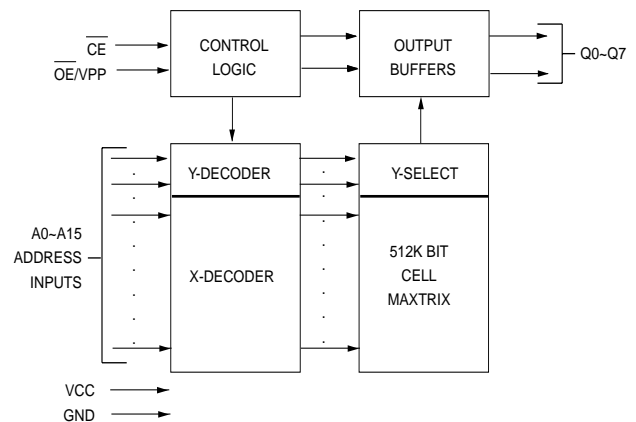 CE
OE/VPP
CONTROL
LOGIC
OUTPUT
BUFFERS
Q0~Q7
A0~A15
ADDRESS
INPUTS
Y-DECODER
X-DECODER
Y-SELECT
512K BIT
CELL
MAXTRIX
VCC
GND